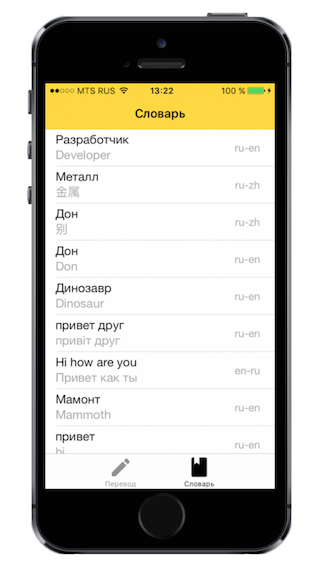 MTS RUS 13:22 100 %
Словарь
Разработчик
Developer ru-en
Металл
金属 ru-zh
Дон
别 ru-zh
Дон
Don ru-en
Динозавр
Dinosaur ru-en
привет друг
привіт друг ru-en
Hi how are you
Привет как ты en-ru
Мамонт
Mammoth ru-en
привет
hi ru-en
Перевод Словарь